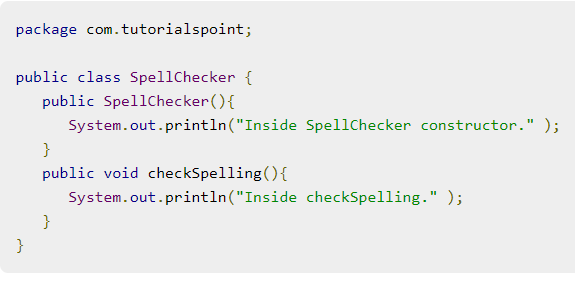 package com.tutorialspoint;
public class SpellChecker {
public SpellChecker(){
System.out.println("Inside SpellChecker constructor." );
}
public void checkSpelling(){
System.out.println("Inside checkSpelling." );
}
}